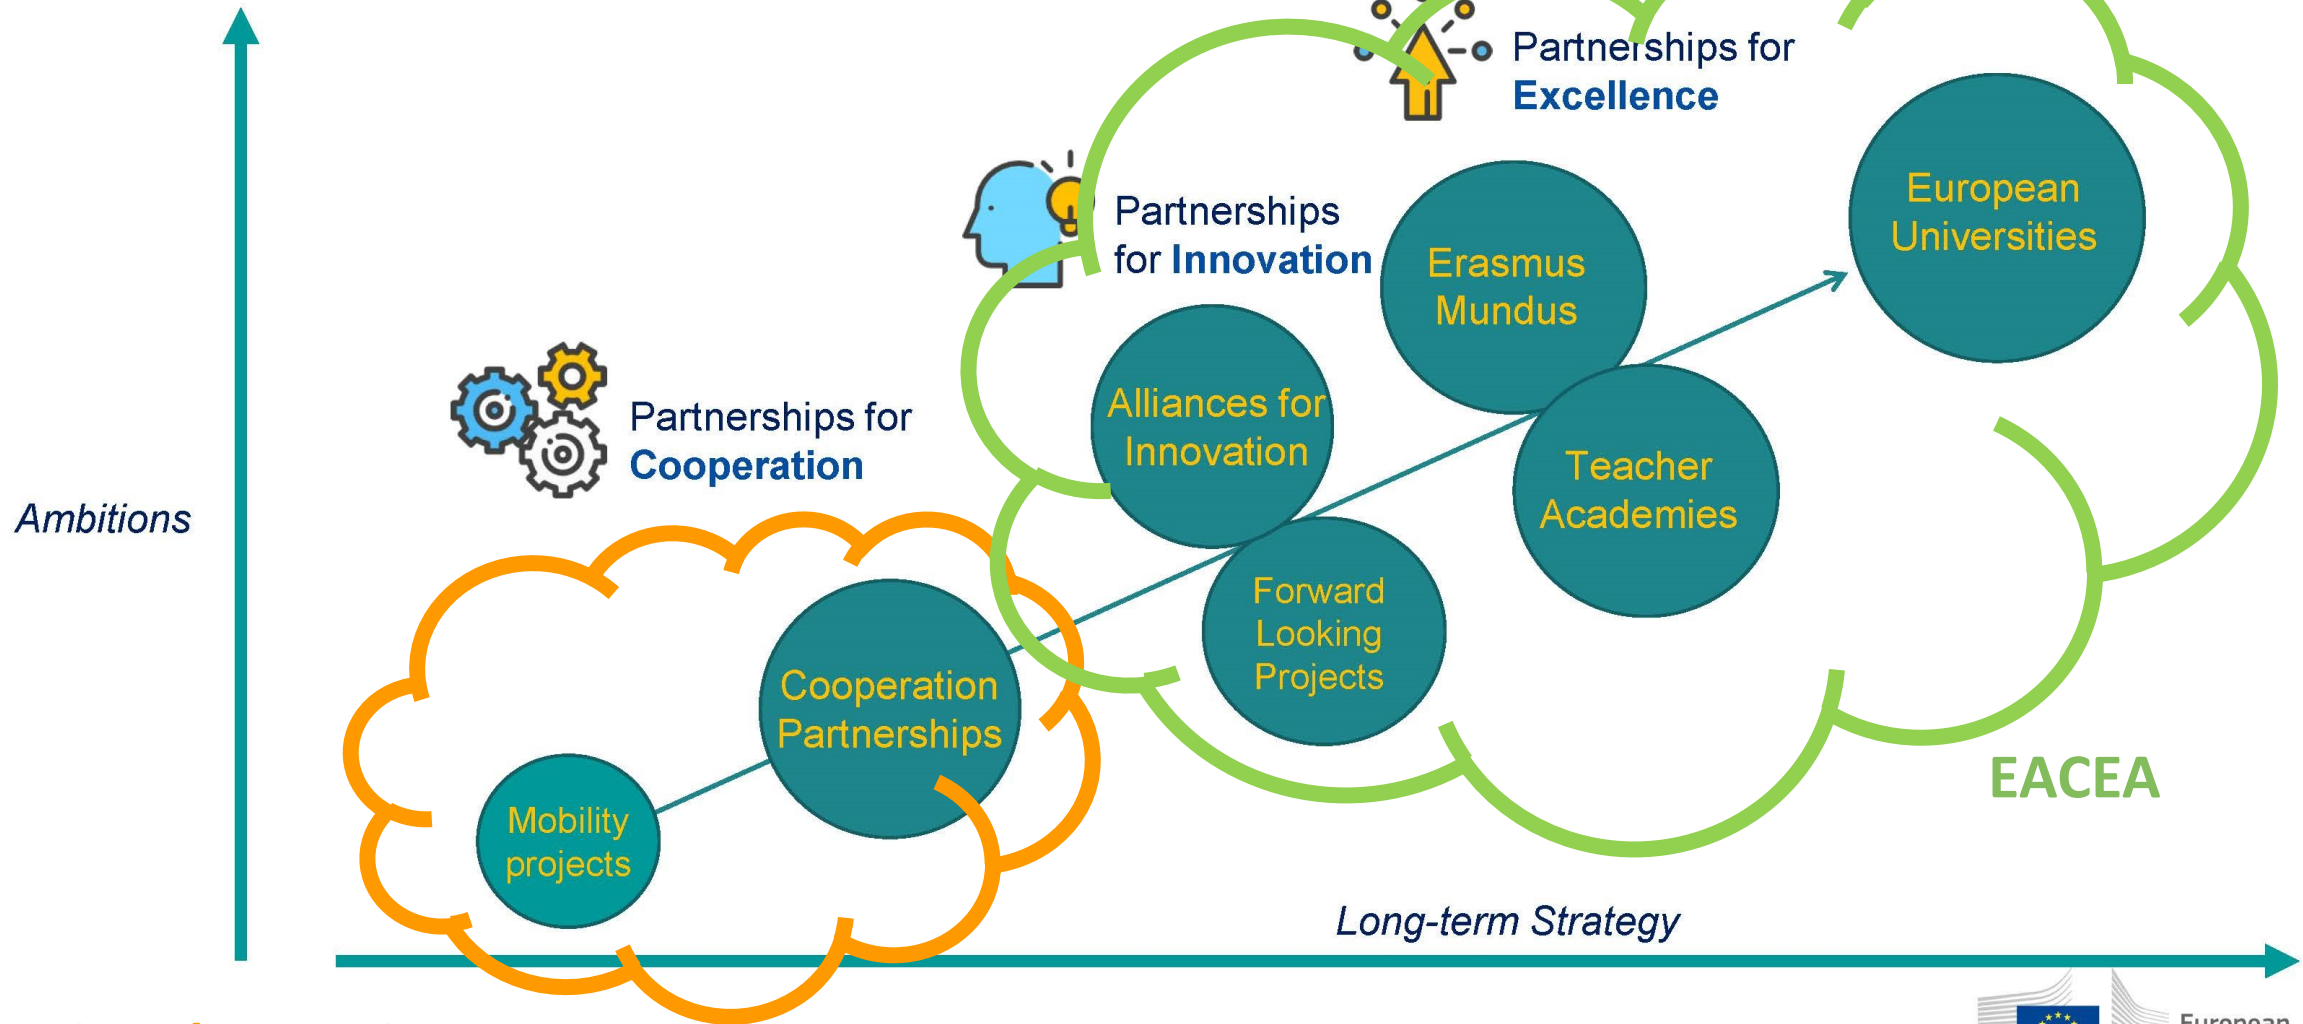 Partnerships for
Excellence
Partnerships
for Innovation
European
Universities
Erasmus
Mundus
Partnerships for
Cooperation
Alliances for
Innovation
Teacher
Academies
Ambitions
Forward
Looking
Projects
Cooperation
Partnerships
EACEA
Mobility
projects
Long-term Strategy
European